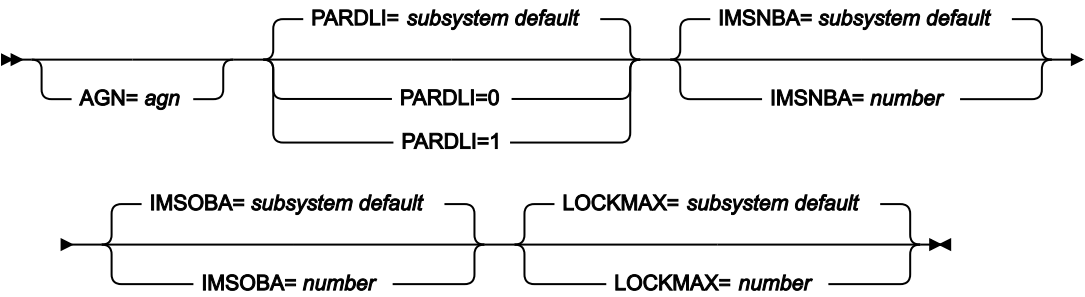 PARDLI= subsystem default
IMSNBA= subsystem default
AGN= agn
PARDLI=0
IMSNBA= number
PARDLI=1
IMSOBA= subsystem default
LOCKMAX= subsystem default
IMSOBA= number
LOCKMAX= number